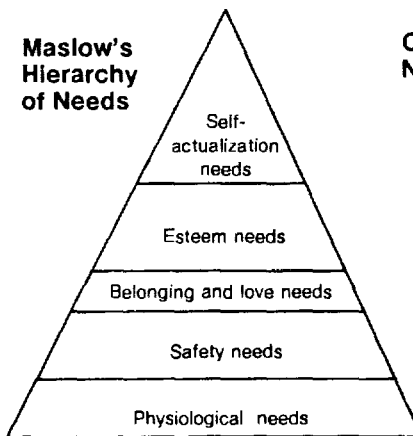 Maslow's
Hierarchy
of Needs
Self-
actualization
needs
Esteem needs
Belonging and love needs
Safety needs
Physiological needs